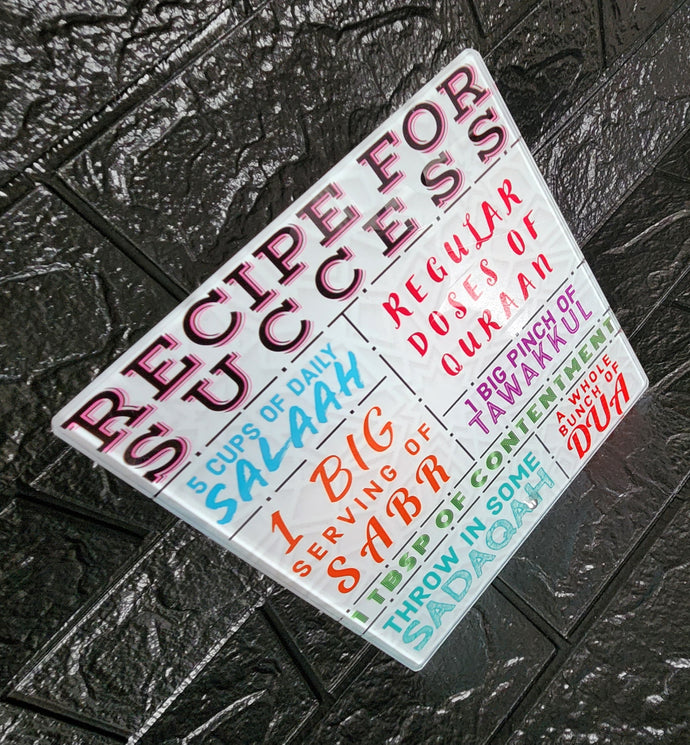 RECIPE FOR
SUCCESS
5 CUPS OF DAILY
SALAAH
REGULAR
DOSES OF
QURAAN
1 BIG
SERVING OF
SABR
1 BIG PINCH OF
TAWAKKUL
1 TBSP OF CONTENTMENT
THROW IN SOME
SADAQAH
A WHOLE
BUNCH OF
DUA